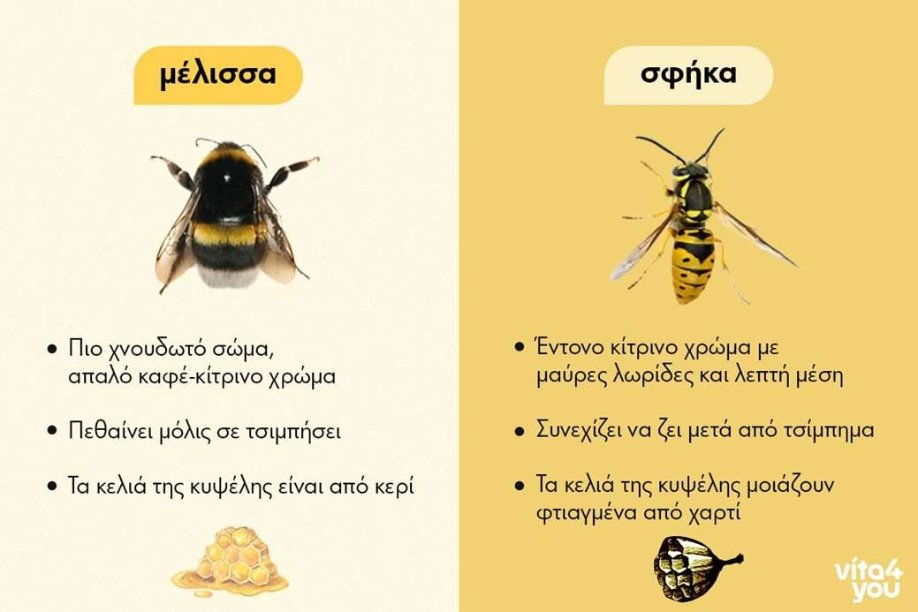 μέλισσα
Πιο χνουδωτό σώμα,
απαλό καφέ-κίτρινο χρώμα
Πεθαίνει μόλις σε τσιμπήσει
Τα κελιά της κυψέλης είναι από κερί
σφήκα
Έντονο κίτρινο χρώμα με
μαύρες λωρίδες και λεπτή μέση
Συνεχίζει να ζει μετά από τσίμπημα
Τα κελιά της κυψέλης μοιάζουν
φτιαγμένα από χαρτί
vita4
you